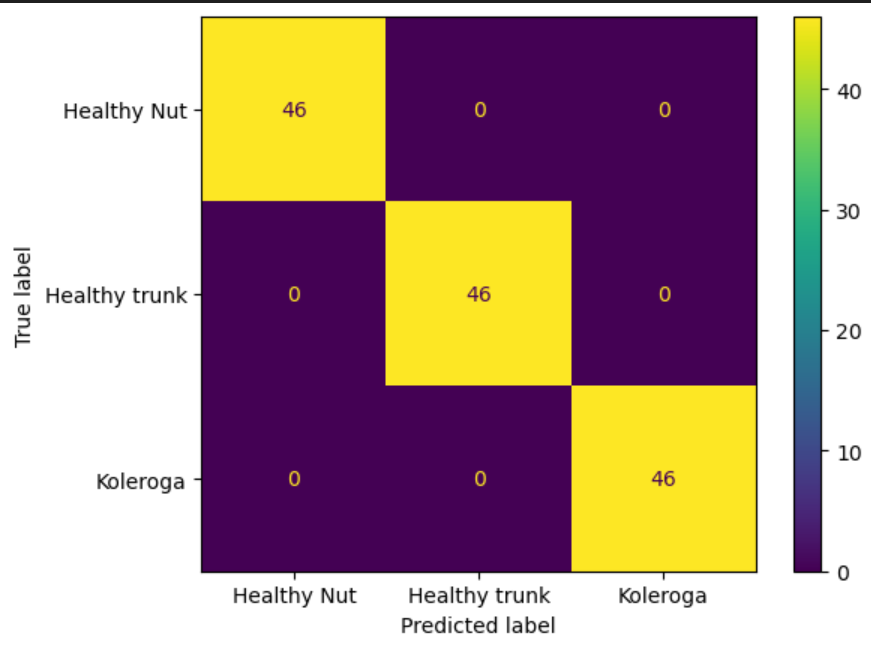 Healthy Nut 46 0 0
Healthy trunk 0 46 0
Koleroga 0 0 46
Healthy Nut Healthy trunk Koleroga
Predicted label
True label
40
30
20
10
0